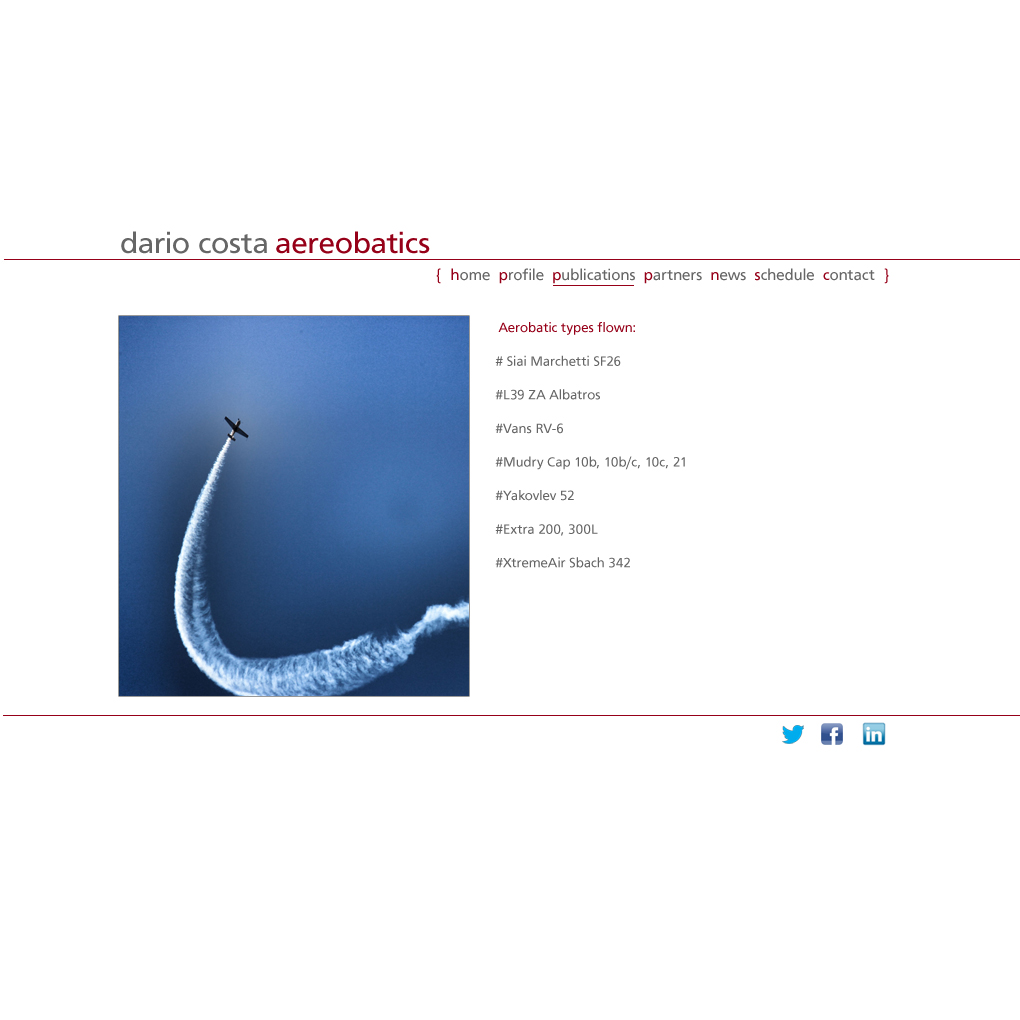 dario costa aereobatics
{ home profile publications partners news schedule contact }
Aerobatic types flown:
# Siai Marchetti SF26
#L39 ZA Albatros
#Vans RV-6
#Mudry Cap 10b, 10b/c, 10c, 21
#Yakovlev 52
#Extra 200, 300L
#XtremeAir Sbach 342
f
in